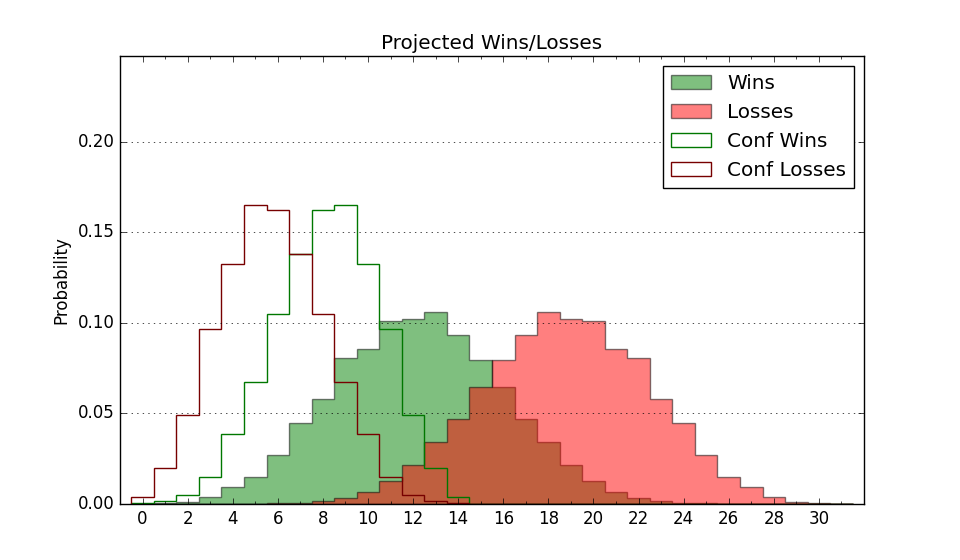 Projected Wins/Losses
Wins
Losses
Conf Wins
Conf Losses
Probability
0.20
0.15
0.10
0.05
0.00
0 2 4 6 8 10 12 14 16 18 20 22 24 26 28 30